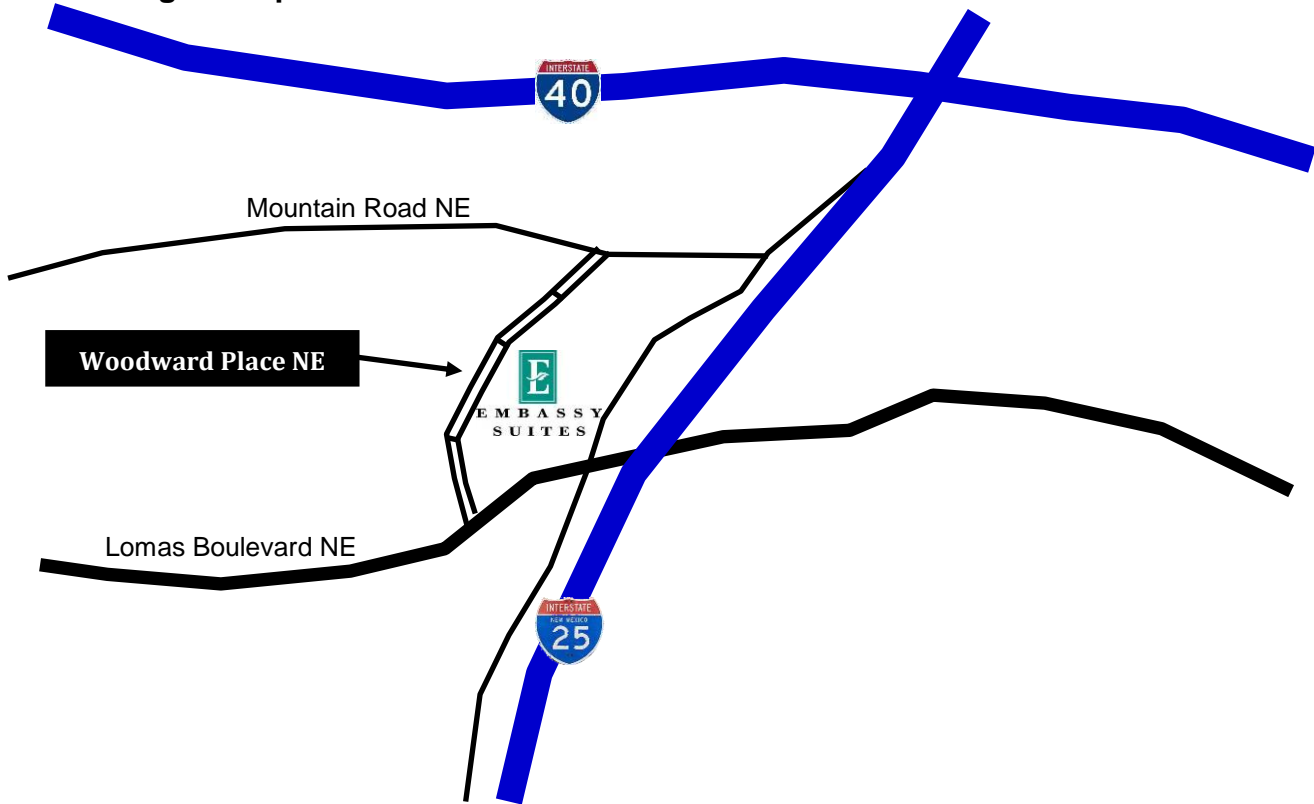 INTERSTATE
40
Mountain Road NE
Woodward Place NE
E
EMBASSY
SUITES
Lomas Boulevard NE
INTERSTATE
NEW MEXICO
25